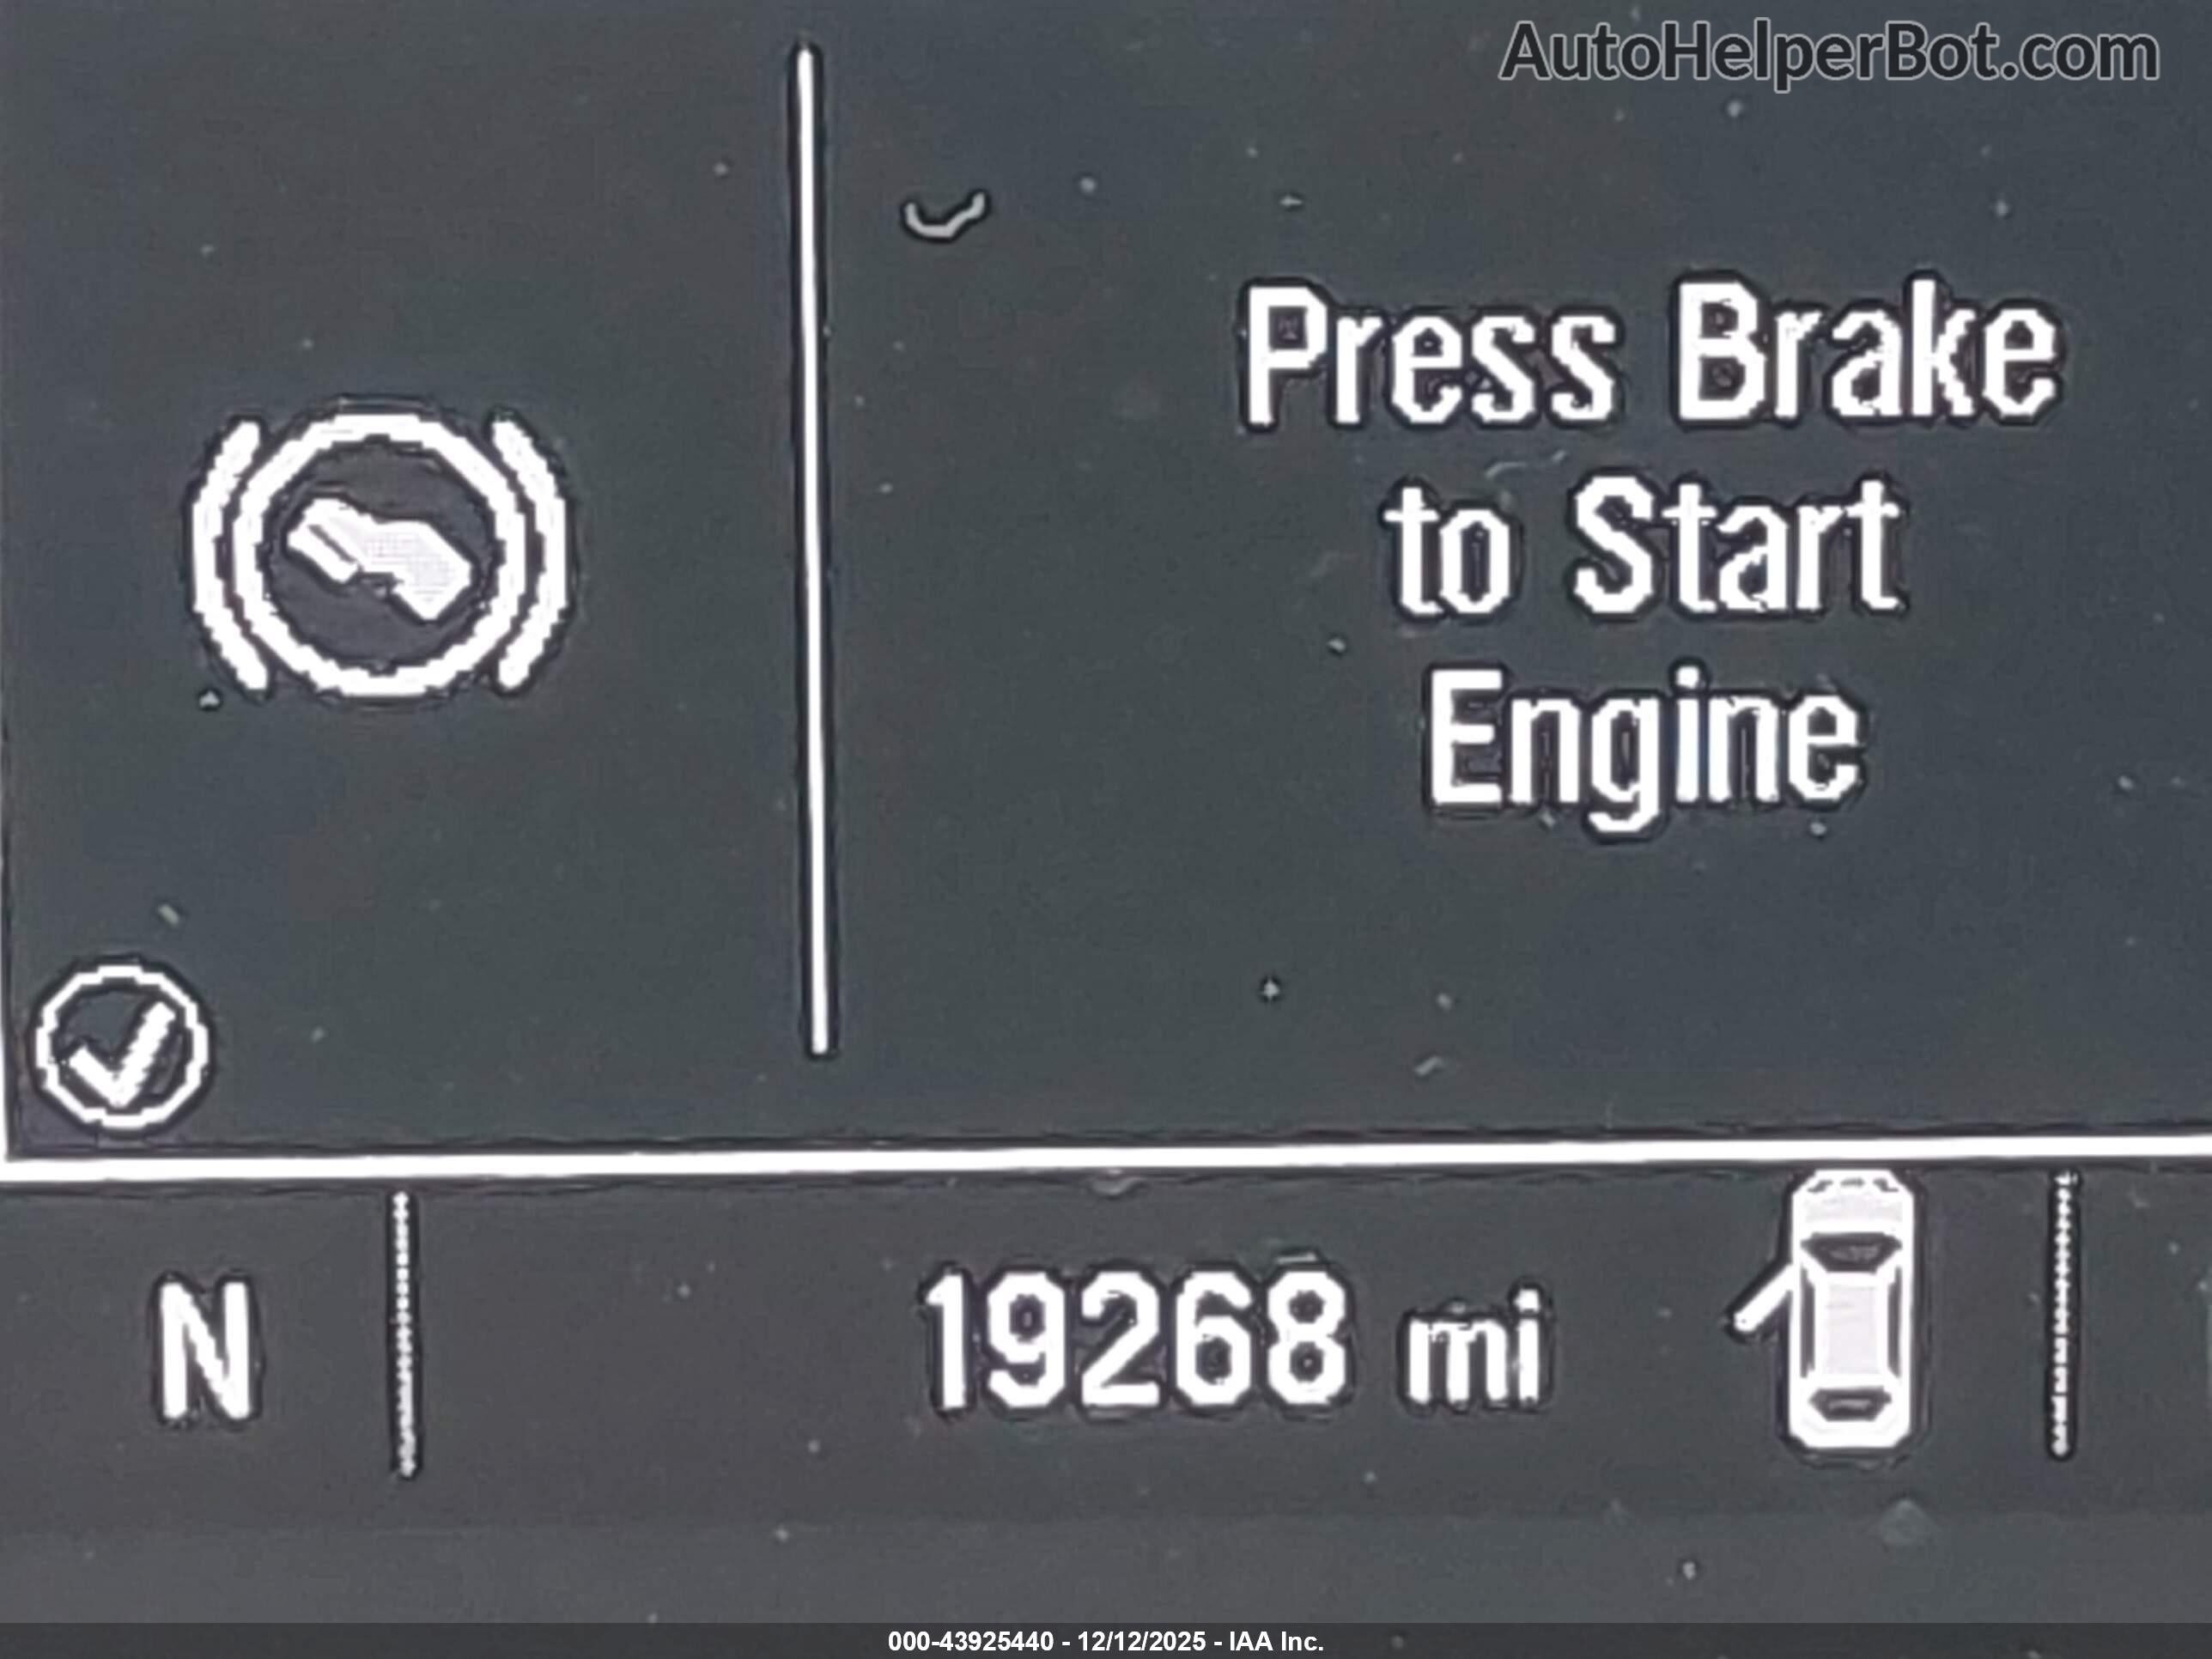 AutoHelperBot.com
Press Brake
to Start
Engine
N
19268 mi
000-43925440 - 12/12/2025 - IAA Inc.